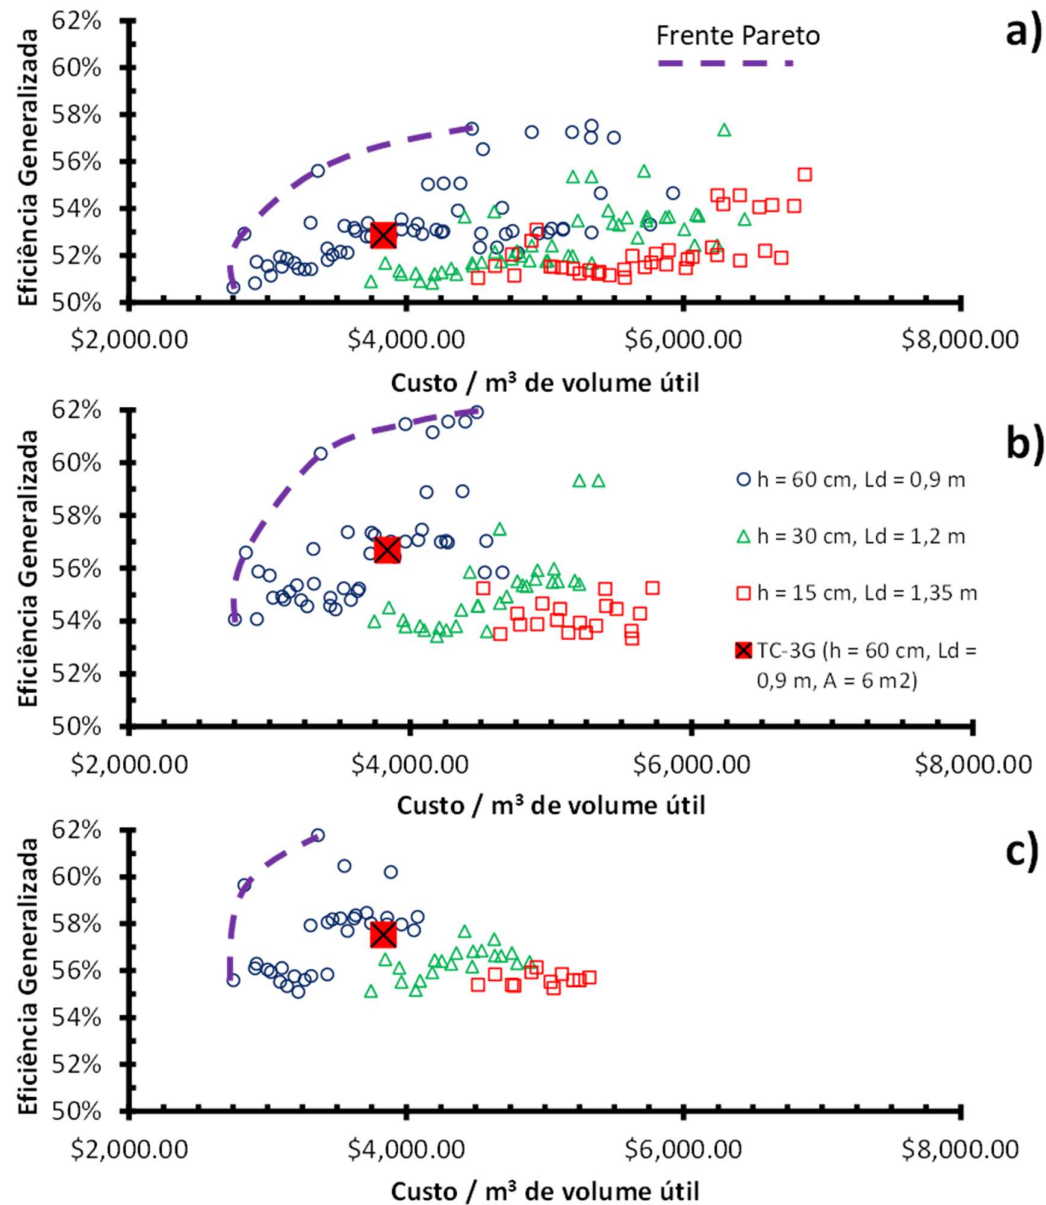 a)
Frente Pareto
Eficiência Generalizada
62%
60%
58%
56%
54%
52%
50%
$2,000.00 $4,000.00 $6,000.00 $8,000.00
Custo / m³ de volume útil
b)
Eficiência Generalizada
62%
60%
58%
56%
54%
52%
50%
h = 60 cm, Ld = 0,9 m
h = 30 cm, Ld = 1,2 m
h = 15 cm, Ld = 1,35 m
TC-3G (h = 60 cm, Ld =
0,9 m, A = 6 m2)
$2,000.00 $4,000.00 $6,000.00 $8,000.00
Custo / m³ de volume útil
c)
Eficiência Generalizada
62%
60%
58%
56%
54%
52%
50%
$2,000.00 $4,000.00 $6,000.00 $8,000.00
Custo / m³ de volume útil